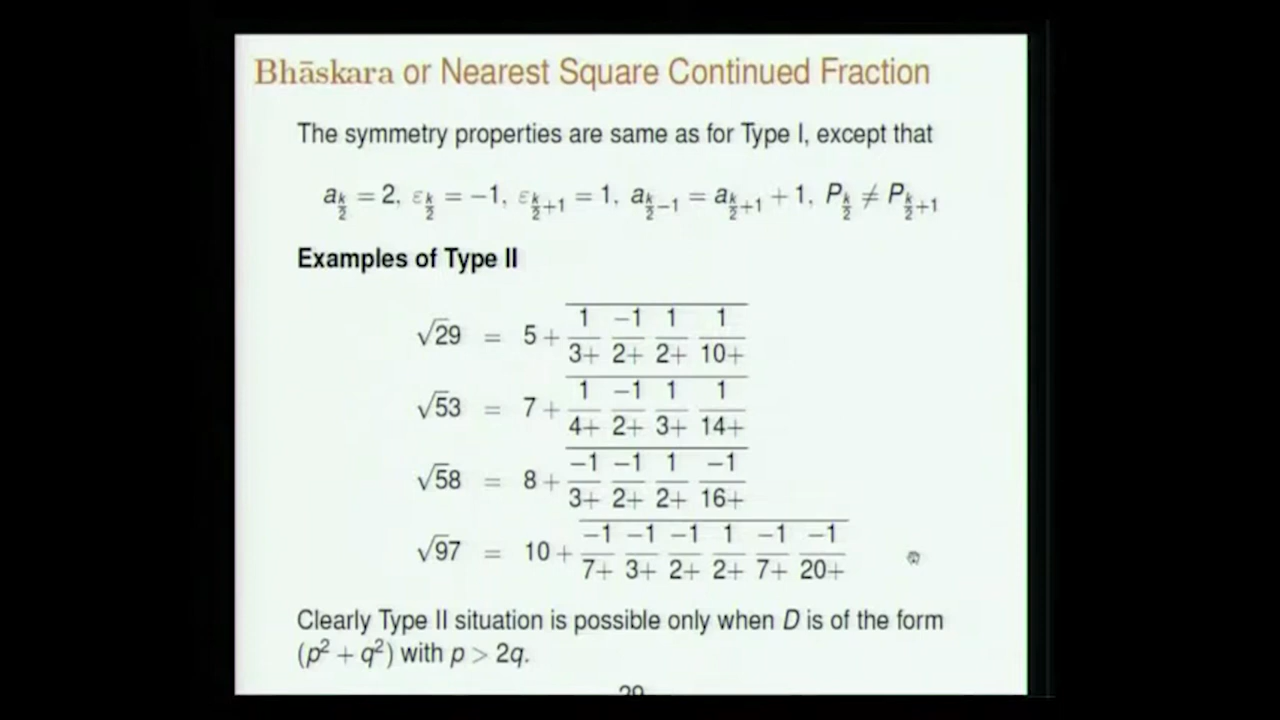 Bhāskara or Nearest Square Continued Fraction
The symmetry properties are same as for Type I, except that
a_{k/2} = 2, ε_{k/2} = −1, ε_{k/2+1} = 1, a_{k/2−1} = a_{k/2+1} + 1, P_{k/2} ≠ P_{k/2+1}
Examples of Type II
√29 = 5 + 1/3+ −1/2+ 1/2+ 1/10+
√53 = 7 + 1/4+ −1/2+ 1/3+ 1/14+
√58 = 8 + −1/3+ −1/2+ 1/2+ −1/16+
√97 = 10 + −1/7+ −1/3+ −1/2+ 1/2+ −1/7+ −1/20+
Clearly Type II situation is possible only when D is of the form
(p² + q²) with p > 2q.